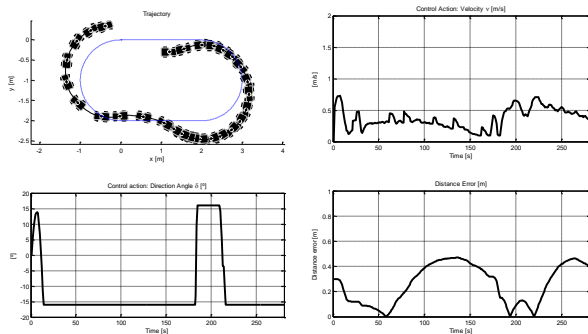 Trajectory
y [m]
0
-0.5
-1
-1.5
-2
-2.5
-2 -1 0 1 2 3 4
x [m]
Control Action: Velocity v [m/s]
[m/s]
2
1.5
1
0.5
0
0 50 100 150 200 250
Time [s]
Control action: Direction Angle δ [º]
[º]
20
15
10
5
0
-5
-10
-15
-20
0 50 100 150 200 250
Time [s]
Distance Error [m]
Distance error [m]
1
0.8
0.6
0.4
0.2
0
0 50 100 150 200 250
Time [s]